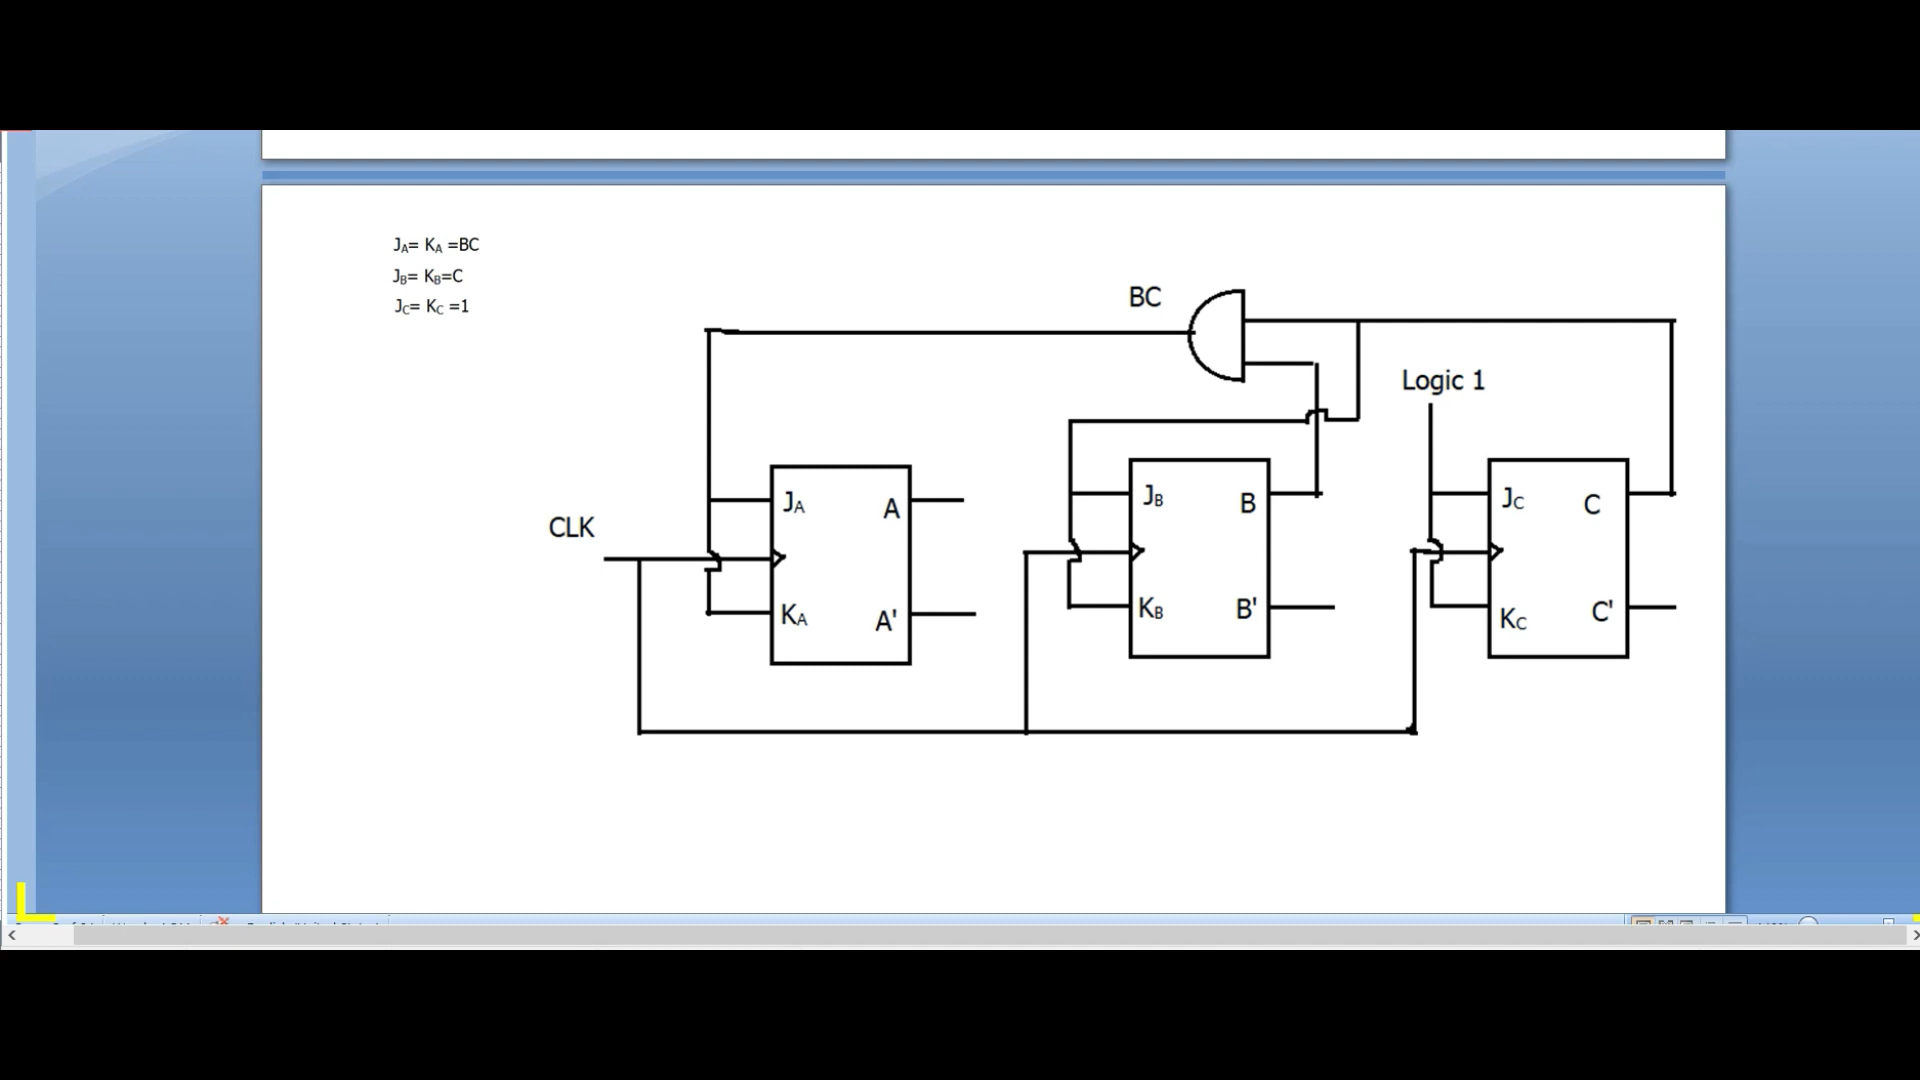 JA= KA =BC
JB= KB=C
JC= KC =1
BC
Logic 1
CLK
JA A
KA A'
JB B
KB B'
JC C
KC C'